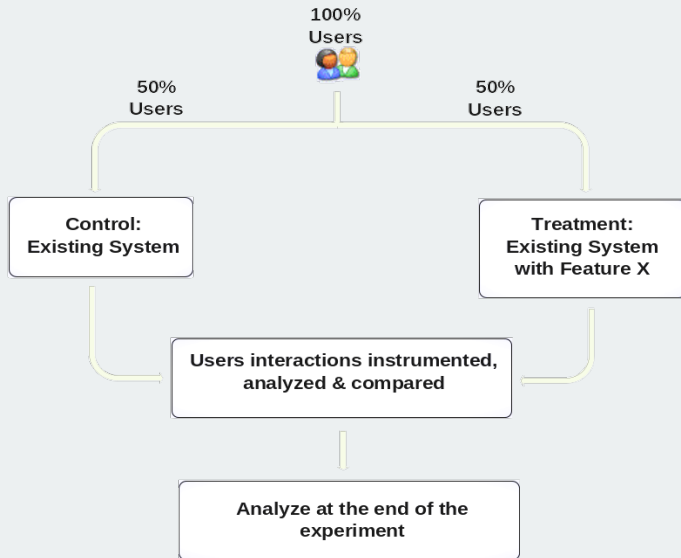 100%
Users
50%
Users
50%
Users
Control:
Existing System
Treatment:
Existing System
with Feature X
Users interactions instrumented,
analyzed & compared
Analyze at the end of the
experiment